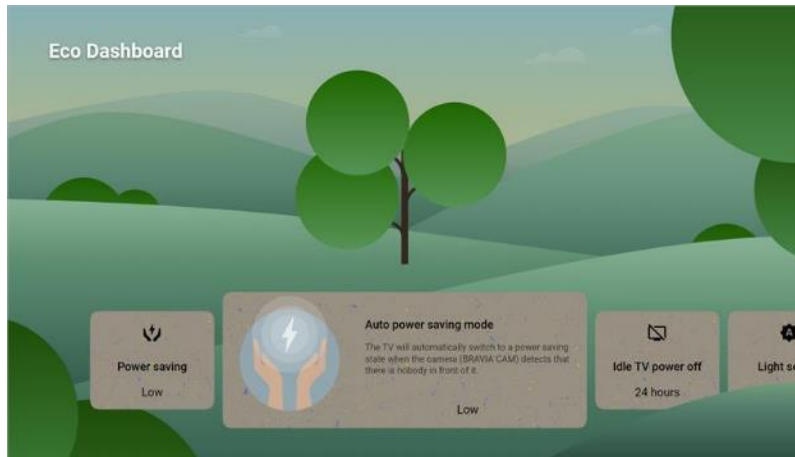 Eco Dashboard
Power saving
Low
Auto power saving mode
The TV will automatically switch to a power saving
state when the camera (BRAVIA CAM) detects that
there is nobody in front of it.
Low
Idle TV power off
24 hours
A
Light se